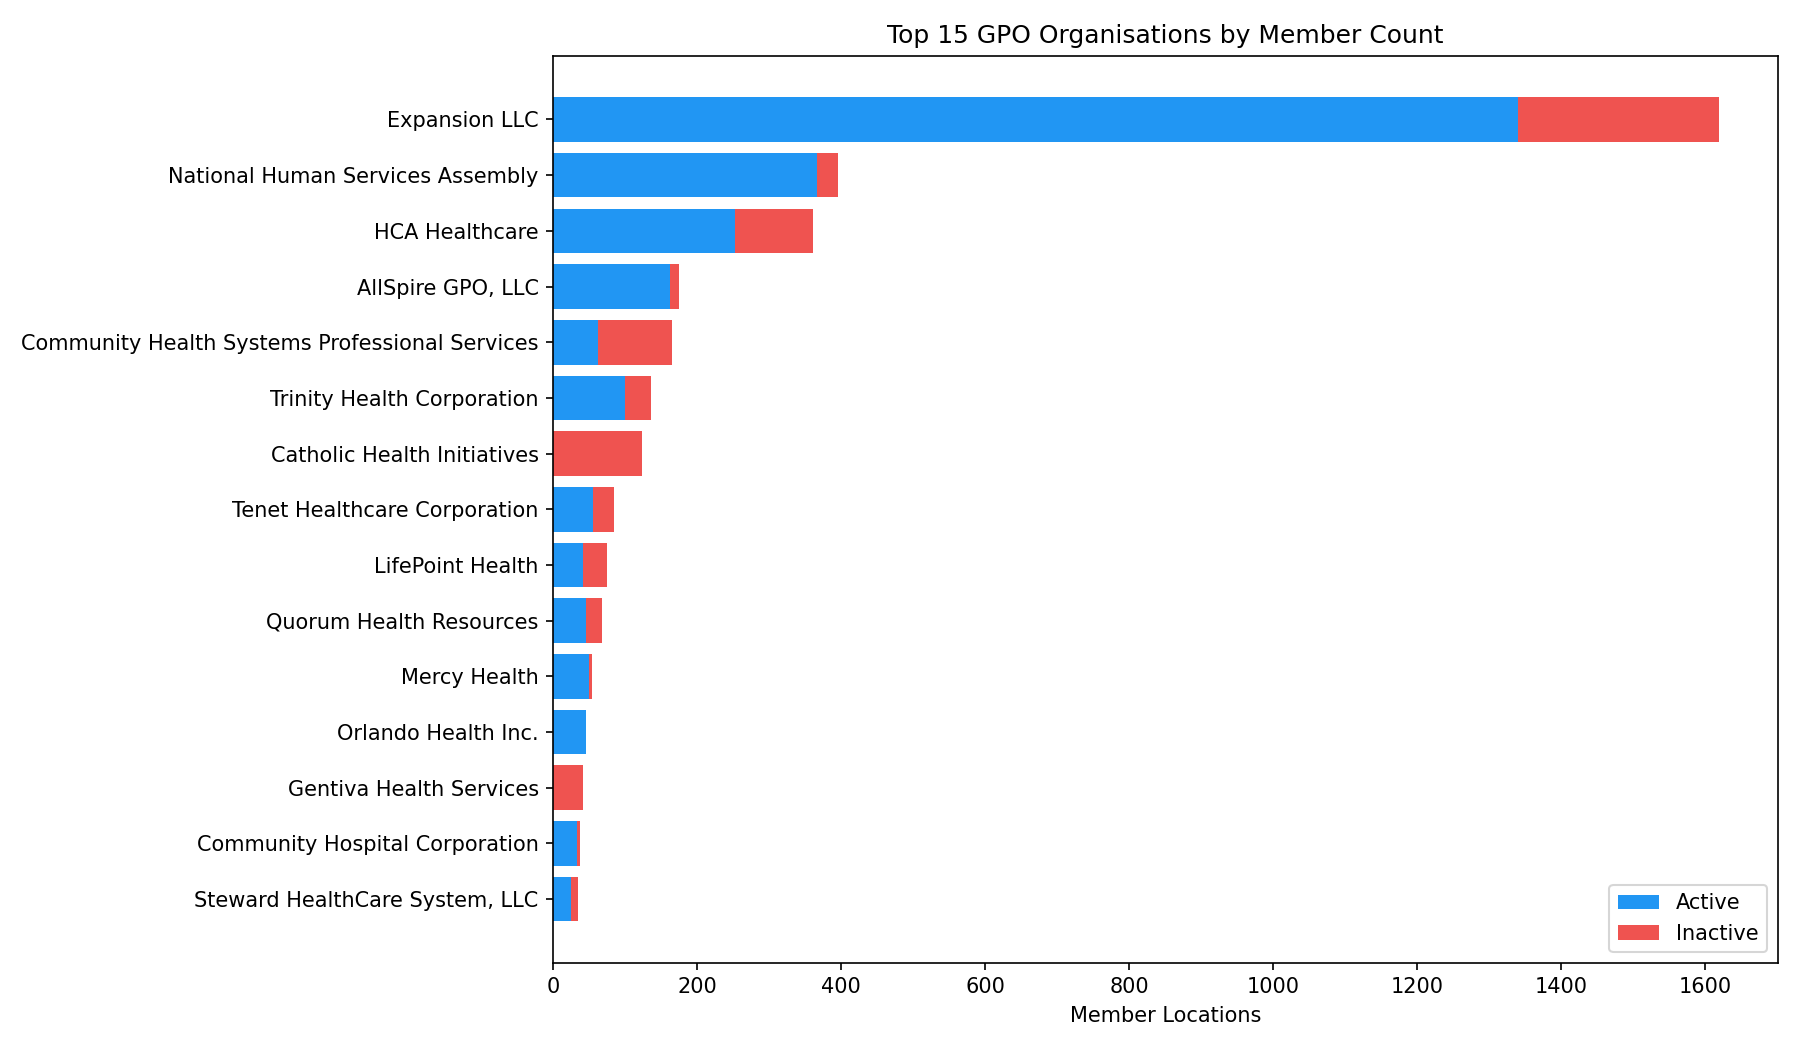 Top 15 GPO Organisations by Member Count
Expansion LLC
National Human Services Assembly
HCA Healthcare
AllSpire GPO, LLC
Community Health Systems Professional Services
Trinity Health Corporation
Catholic Health Initiatives
Tenet Healthcare Corporation
LifePoint Health
Quorum Health Resources
Mercy Health
Orlando Health Inc.
Gentiva Health Services
Community Hospital Corporation
Steward HealthCare System, LLC
Active
Inactive
0 200 400 600 800 1000 1200 1400 1600
Member Locations